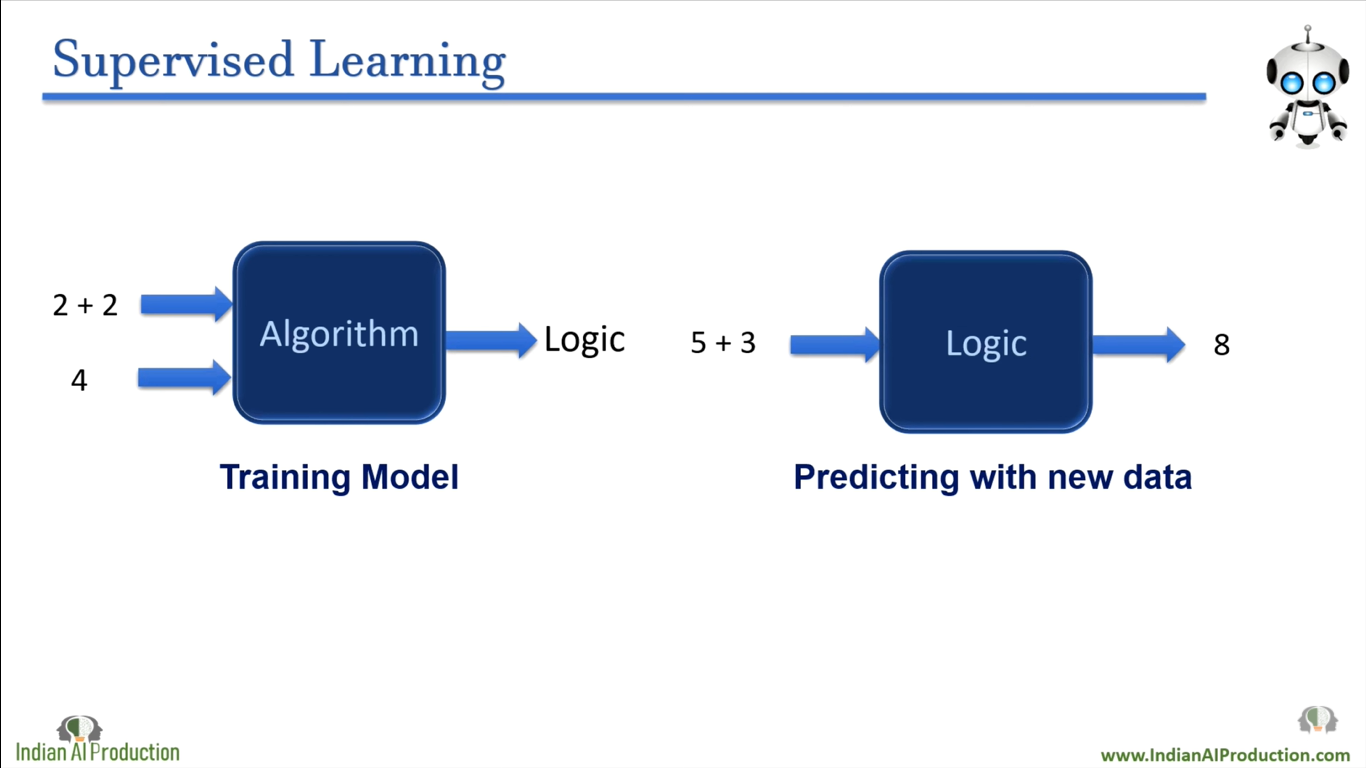 Supervised Learning
2 + 2
4
Algorithm
Logic
Training Model
5 + 3
Logic
8
Predicting with new data
Indian AI Production
www.IndianAIProduction.com